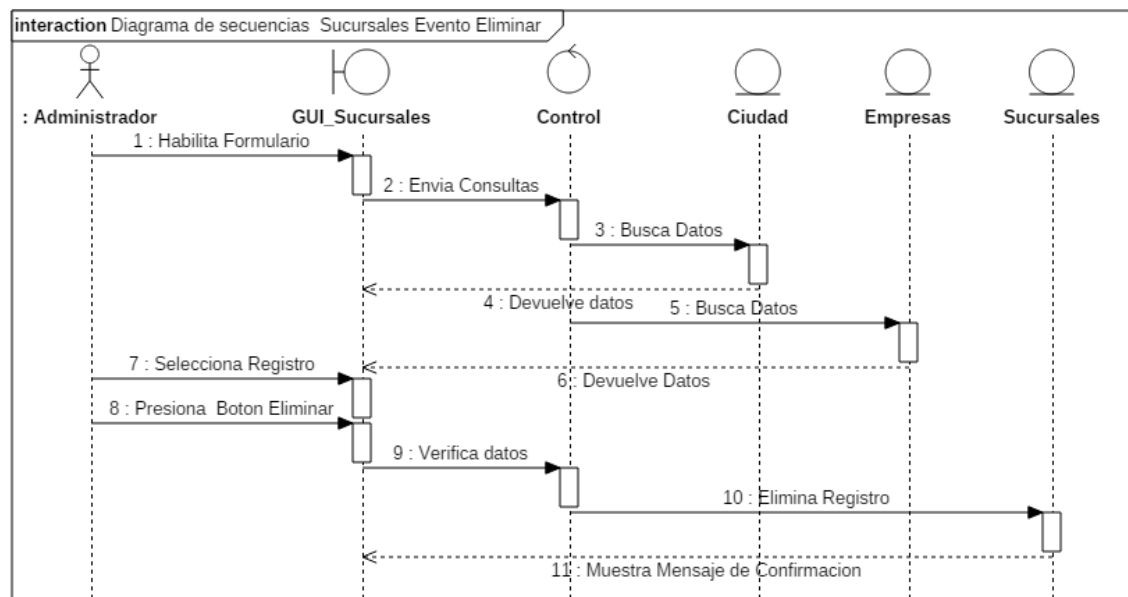 interaction Diagrama de secuencias Sucursales Evento Eliminar
: Administrador
GUI_Sucursales
Control
Ciudad
Empresas
Sucursales
1 : Habilita Formulario
2 : Envia Consultas
3 : Busca Datos
4 : Devuelve datos
5 : Busca Datos
6 : Devuelve Datos
7 : Selecciona Registro
8 : Presiona Boton Eliminar
9 : Verifica datos
10 : Elimina Registro
11 : Muestra Mensaje de Confirmacion